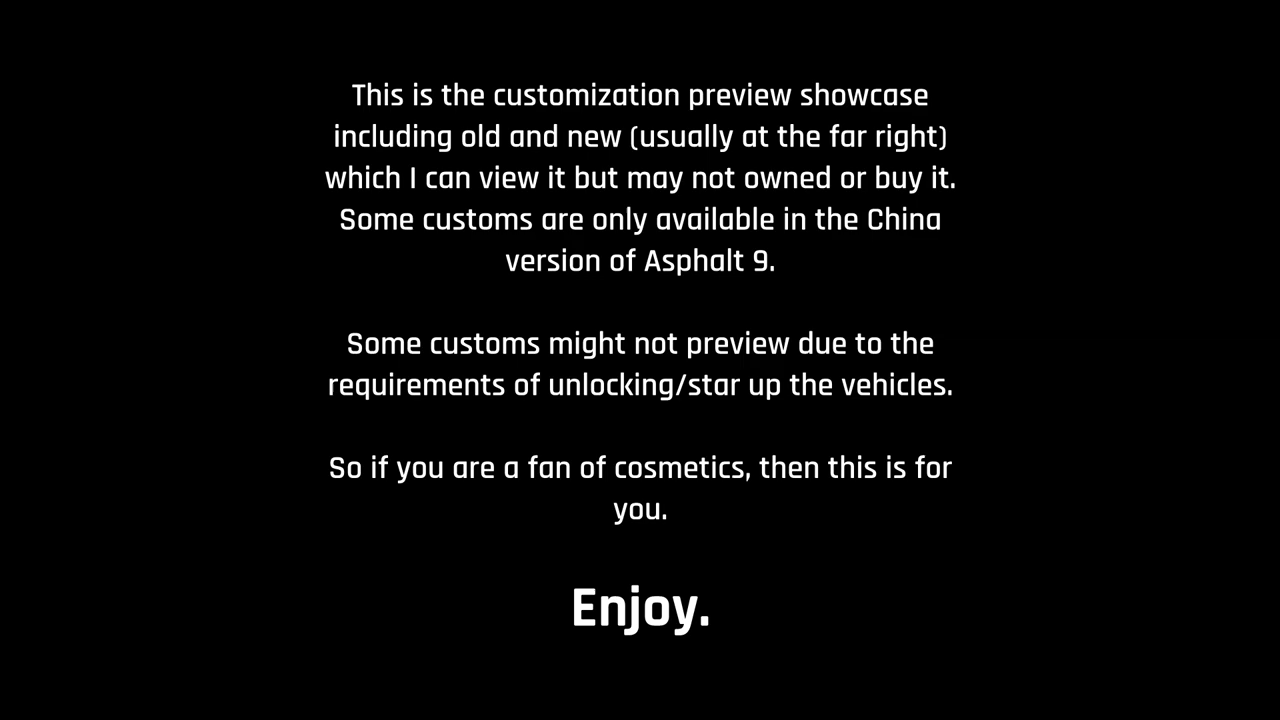 This is the customization preview showcase
including old and new (usually at the far right)
which I can view it but may not owned or buy it.
Some customs are only available in the China
version of Asphalt 9.
Some customs might not preview due to the
requirements of unlocking/star up the vehicles.
So if you are a fan of cosmetics, then this is for
you.
Enjoy.